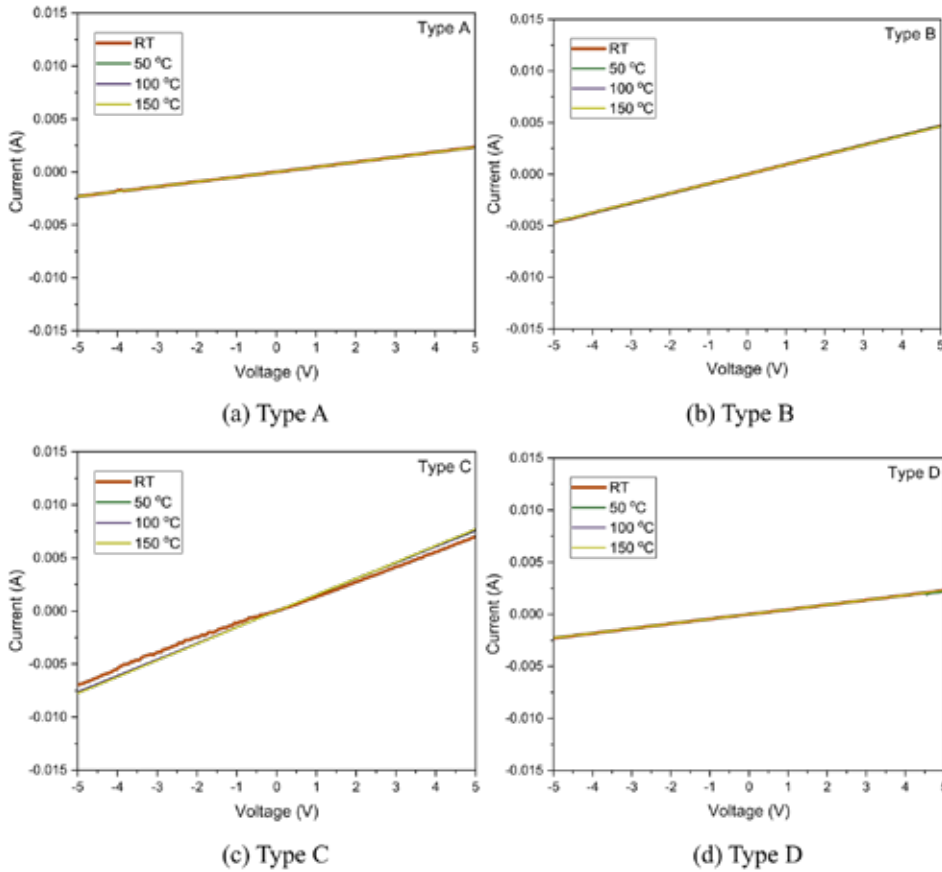 Type A
RT
50 °C
100 °C
150 °C
0.015
0.010
0.005
0.000
-0.005
-0.010
-0.015
Current (A)
-5 -4 -3 -2 -1 0 1 2 3 4 5
Voltage (V)
(a) Type A
Type B
RT
50 °C
100 °C
150 °C
0.015
0.010
0.005
0.000
-0.005
-0.010
-0.015
Current (A)
-5 -4 -3 -2 -1 0 1 2 3 4 5
Voltage (V)
(b) Type B
Type C
RT
50 °C
100 °C
150 °C
0.015
0.010
0.005
0.000
-0.005
-0.010
-0.015
Current (A)
-5 -4 -3 -2 -1 0 1 2 3 4 5
Voltage (V)
(c) Type C
Type D
RT
50 °C
100 °C
150 °C
0.015
0.010
0.005
0.000
-0.005
-0.010
-0.015
Current (A)
-5 -4 -3 -2 -1 0 1 2 3 4 5
Voltage (V)
(d) Type D